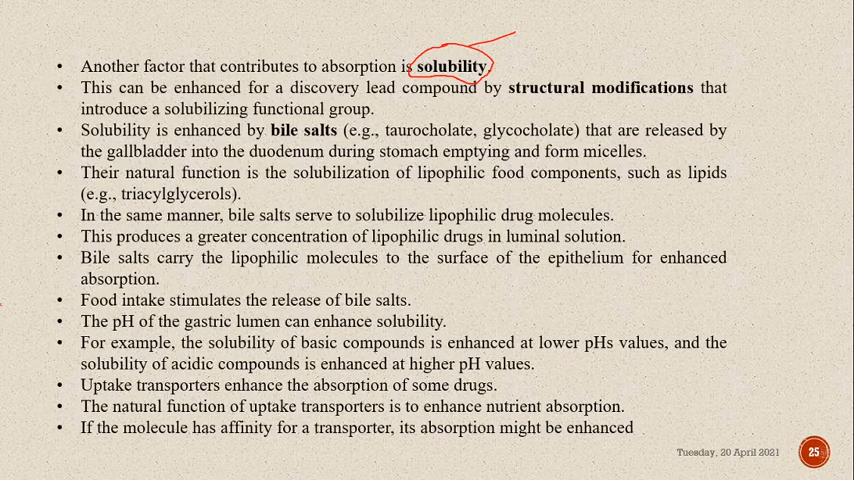 • Another factor that contributes to absorption is solubility.
• This can be enhanced for a discovery lead compound by structural modifications that
introduce a solubilizing functional group.
• Solubility is enhanced by bile salts (e.g., taurocholate, glycocholate) that are released by
the gallbladder into the duodenum during stomach emptying and form micelles.
• Their natural function is the solubilization of lipophilic food components, such as lipids
(e.g., triacylglycerols).
• In the same manner, bile salts serve to solubilize lipophilic drug molecules.
• This produces a greater concentration of lipophilic drugs in luminal solution.
• Bile salts carry the lipophilic molecules to the surface of the epithelium for enhanced
absorption.
• Food intake stimulates the release of bile salts.
• The pH of the gastric lumen can enhance solubility.
• For example, the solubility of basic compounds is enhanced at lower pHs values, and the
solubility of acidic compounds is enhanced at higher pH values.
• Uptake transporters enhance the absorption of some drugs.
• The natural function of uptake transporters is to enhance nutrient absorption.
• If the molecule has affinity for a transporter, its absorption might be enhanced
Tuesday, 20 April 2021
25